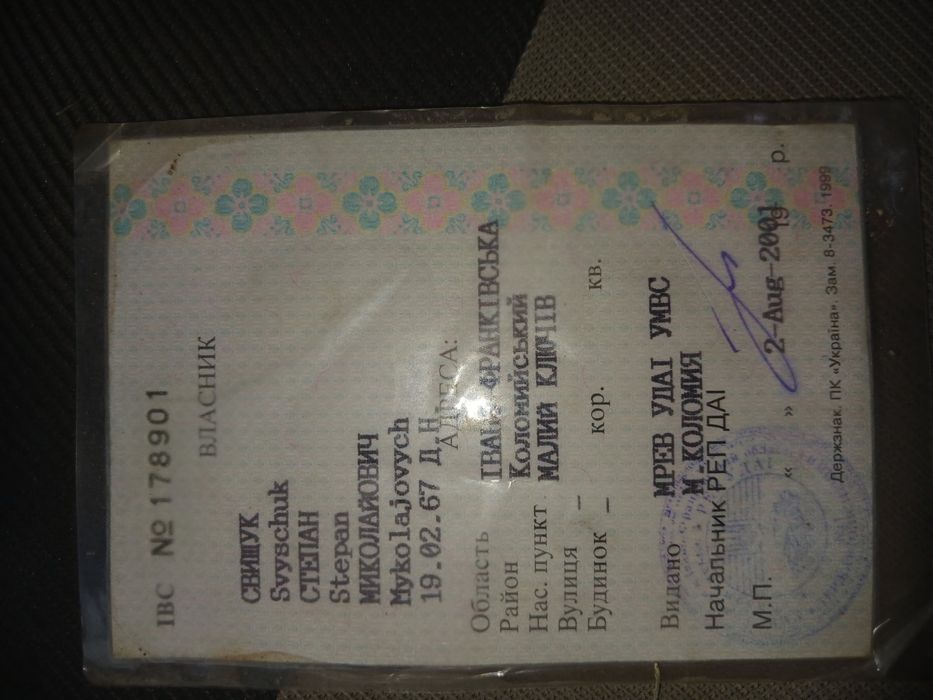 ІВС № 178901
ВЛАСНИК
СВИЩУК
Svyschuk
СТЕПАН
Stepan
МИКОЛАЙОВИЧ
Mykolajovych
19.02.67 Д.Н
АДРЕСА:
Область ІВАНО-ФРАНКІВСЬКА
Район Коломийський
Нас. пункт МАЛИЙ КЛЮЧІВ
Вулиця –
Будинок – кор. кв.
Видано МРЕВ УДАІ УМВС
М.КОЛОМИЯ
Начальник РЕП ДАІ
М.П. « » 2-Aug-2001 19 р.
Держзнак. ПК «Україна». Зам. 8-3473. 1999